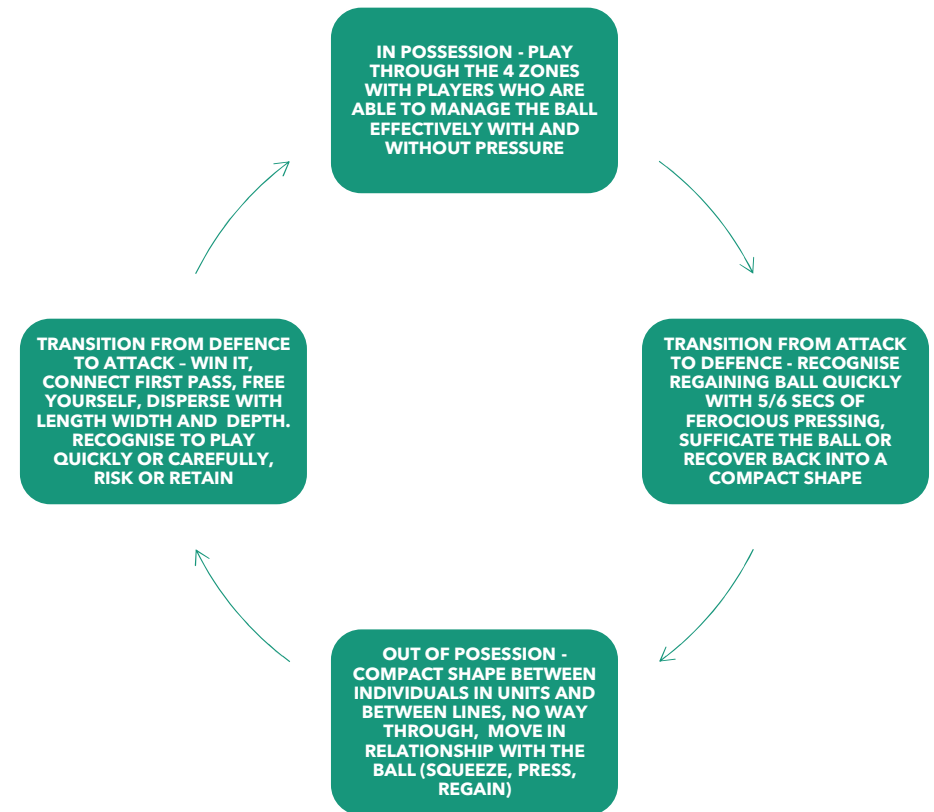 IN POSSESSION - PLAY
THROUGH THE 4 ZONES
WITH PLAYERS WHO ARE
ABLE TO MANAGE THE BALL
EFFECTIVELY WITH AND
WITHOUT PRESSURE
TRANSITION FROM ATTACK
TO DEFENCE - RECOGNISE
REGAINING BALL QUICKLY
WITH 5/6 SECS OF
FEROCIOUS PRESSING,
SUFFICATE THE BALL OR
RECOVER BACK INTO A
COMPACT SHAPE
OUT OF POSESSION -
COMPACT SHAPE BETWEEN
INDIVIDUALS IN UNITS AND
BETWEEN LINES, NO WAY
THROUGH, MOVE IN
RELATIONSHIP WITH THE
BALL (SQUEEZE, PRESS,
REGAIN)
TRANSITION FROM DEFENCE
TO ATTACK – WIN IT,
CONNECT FIRST PASS, FREE
YOURSELF, DISPERSE WITH
LENGTH WIDTH AND DEPTH.
RECOGNISE TO PLAY
QUICKLY OR CAREFULLY,
RISK OR RETAIN